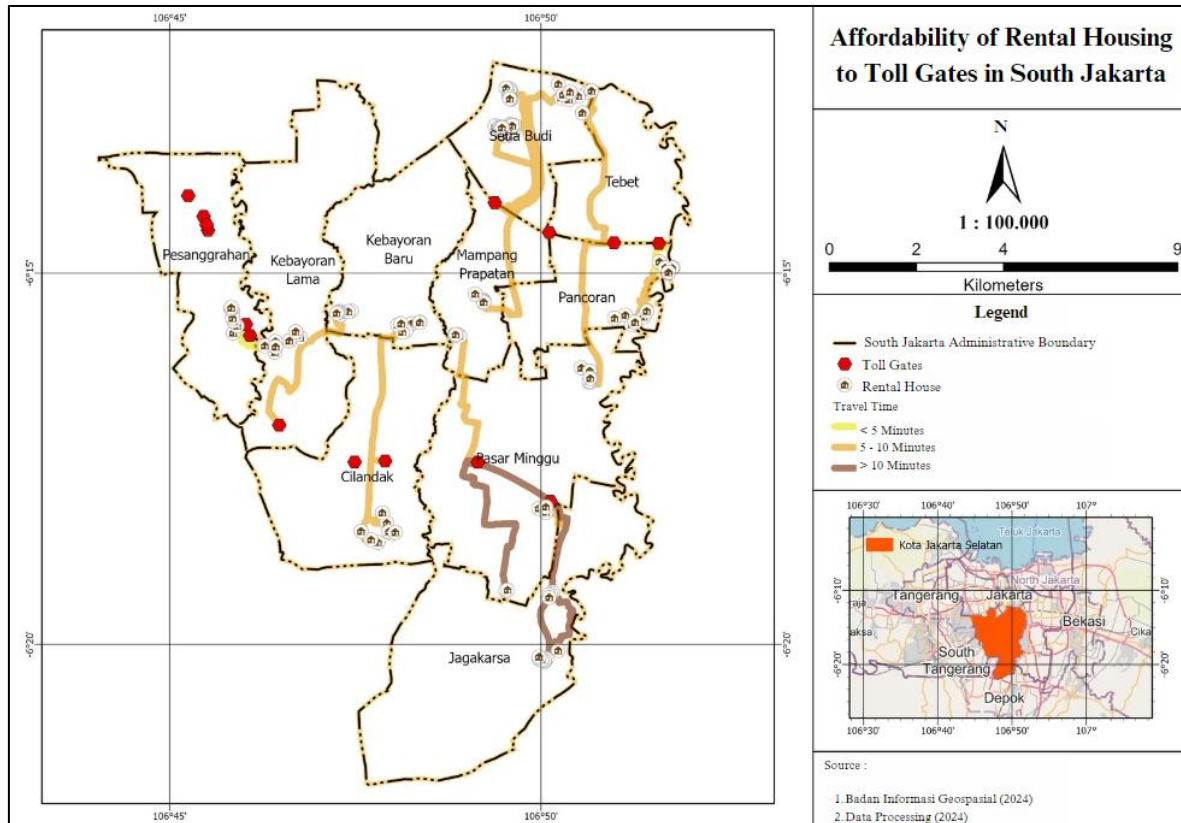 106°45'
106°50'
Affordability of Rental Housing
to Toll Gates in South Jakarta
N
1 : 100.000
0 2 4 9
Kilometers
Legend
South Jakarta Administrative Boundary
Toll Gates
Rental House
Travel Time
< 5 Minutes
5 - 10 Minutes
> 10 Minutes
Setia Budi
Tebet
Pesanggrahan
Kebayoran
Lama
Kebayoran
Baru
Mampang
Prapatan
Pancoran
-6°15'
-6°15'
Cilandak
Pasar Minggu
Jagakarsa
-6°20'
-6°20'
106°45'
106°50'
106°30'
106°40'
106°50'
107°
Kota Jakarta Selatan
Teluk Jakarta
North Jakarta
-6°10'
-6°10'
Tangerang
Jakarta
Bekasi
raja
aksa
Cika
South
Tangerang
-6°20'
-6°20'
Depok
106°30'
106°40'
106°50'
107°
Source :
1. Badan Informasi Geospasial (2024)
2. Data Processing (2024)